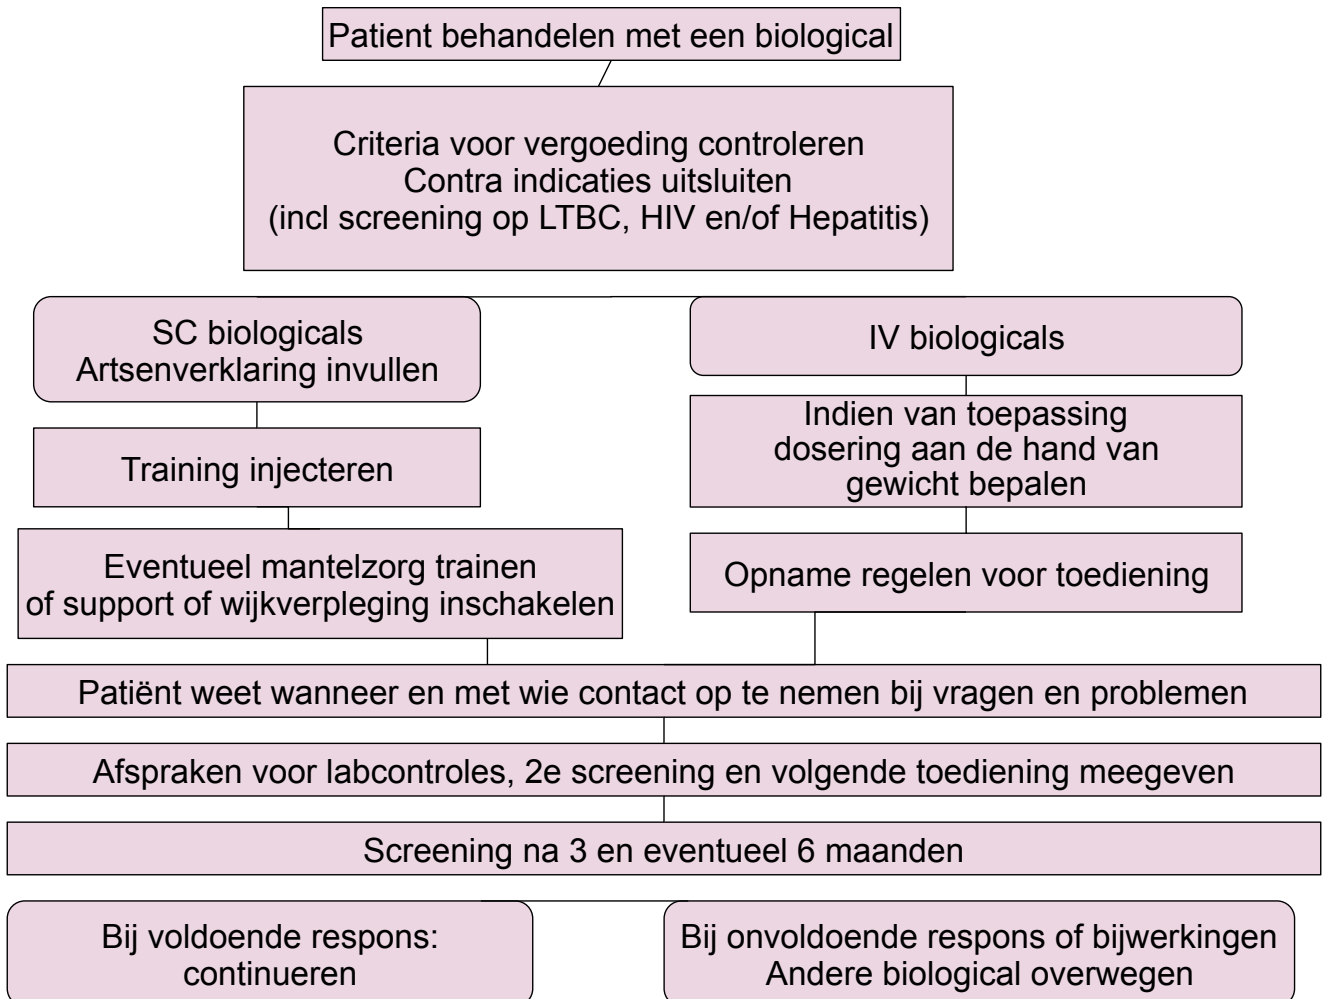 Patient behandelen met een biological
Criteria voor vergoeding controleren
Contra indicaties uitsluiten
(incl screening op LTBC, HIV en/of Hepatitis)
SC biologicals
Artsenverklaring invullen
Training injecteren
Eventueel mantelzorg trainen
of support of wijkverpleging inschakelen
IV biologicals
Indien van toepassing
dosering aan de hand van
gewicht bepalen
Opname regelen voor toediening
Patiënt weet wanneer en met wie contact op te nemen bij vragen en problemen
Afspraken voor labcontroles, 2e screening en volgende toediening meegeven
Screening na 3 en eventueel 6 maanden
Bij voldoende respons:
continueren
Bij onvoldoende respons of bijwerkingen
Andere biological overwegen